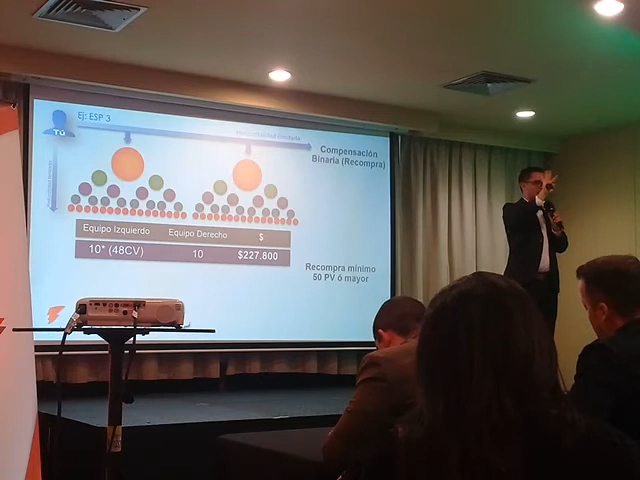 Ej: ESP 3
TÚ
Compensación
Binaria (Recompra)
Equipo Izquierdo Equipo Derecho $
10* (48CV) 10 $227.800
Recompra minimo
50 PV ó mayor